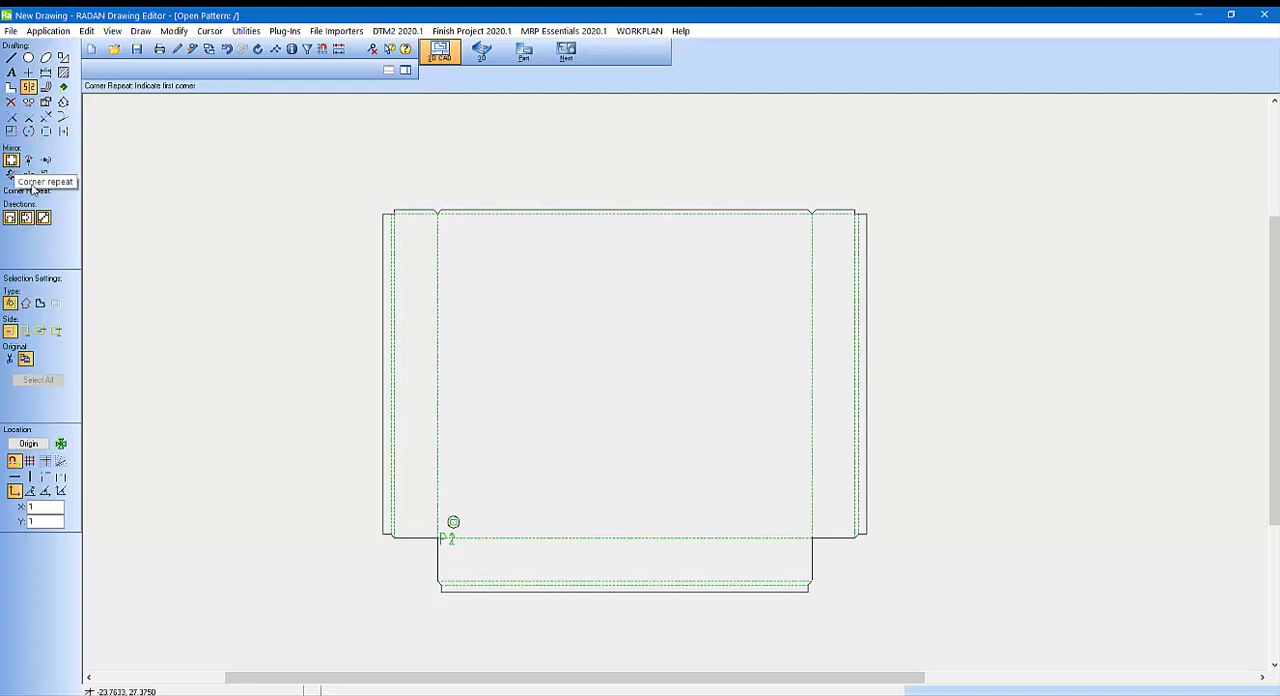 New Drawing - RADAN Drawing Editor - [Open Pattern: /]
File Application Edit View Draw Modify Cursor Utilities Plug-Ins File Importers DTM2 2020.1 Finish Project 2020.1 MRP Essentials 2020.1 WORKPLAN Help
Drafting:
2D CAD 3D Part Nest
Corner Repeat: Indicate first corner
Mirror:
Corner repeat
Corner Repeat:
Directions:
Selection Settings:
Type:
Side:
Original:
Select All
Location:
Origin
X: 1
Y: 1
P2
-23.7633, 27.3750